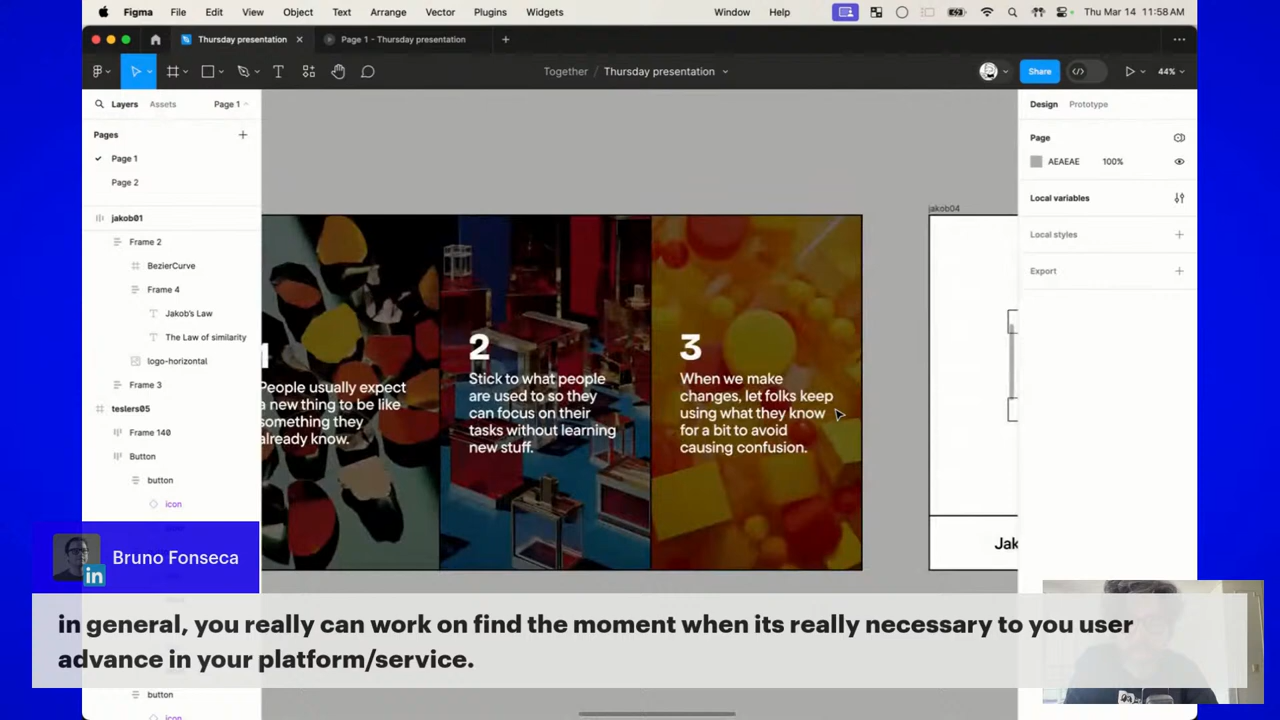 Figma File Edit View Object Text Arrange Vector Plugins Widgets Window Help Thu Mar 14 11:58 AM
Thursday presentation Page 1 - Thursday presentation
Together / Thursday presentation Share 44%
Layers Assets Page 1
Pages
Page 1
Page 2
jakob01
Frame 2
BezierCurve
Frame 4
Jakob's Law
The Law of similarity
logo-horizontal
Frame 3
teslers05
Frame 140
Button
button
icon
button
jakob04
People usually expect
a new thing to be like
something they
already know.
2
Stick to what people
are used to so they
can focus on their
tasks without learning
new stuff.
3
When we make
changes, let folks keep
using what they know
for a bit to avoid
causing confusion.
Jak
Design Prototype
Page
AEAEAE 100%
Local variables
Local styles
Export
Bruno Fonseca
in
in general, you really can work on find the moment when its really necessary to you user
advance in your platform/service.